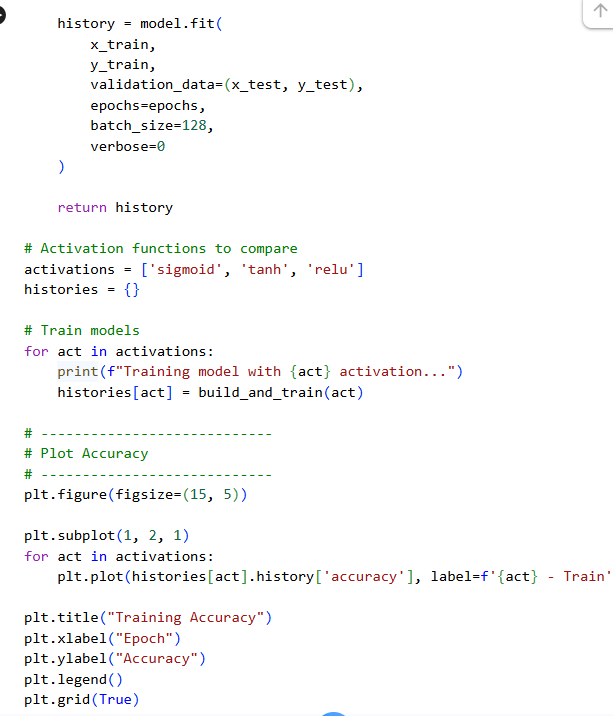 history = model.fit(
        x_train,
        y_train,
        validation_data=(x_test, y_test),
        epochs=epochs,
        batch_size=128,
        verbose=0
    )

    return history

# Activation functions to compare
activations = ['sigmoid', 'tanh', 'relu']
histories = {}

# Train models
for act in activations:
    print(f"Training model with {act} activation...")
    histories[act] = build_and_train(act)

# ----------------------------
# Plot Accuracy
# ----------------------------
plt.figure(figsize=(15, 5))

plt.subplot(1, 2, 1)
for act in activations:
    plt.plot(histories[act].history['accuracy'], label=f'{act} - Train'

plt.title("Training Accuracy")
plt.xlabel("Epoch")
plt.ylabel("Accuracy")
plt.legend()
plt.grid(True)